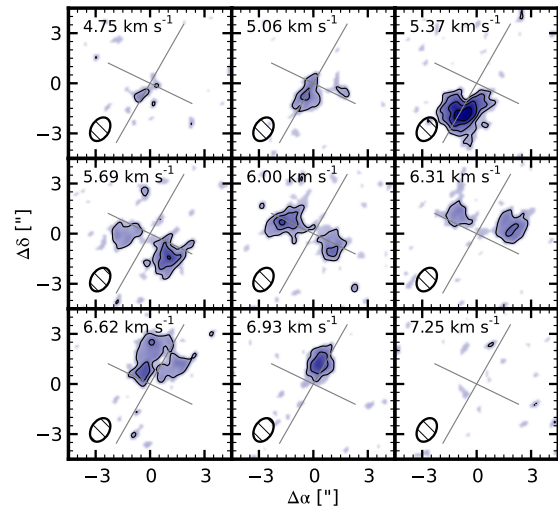 4.75 km s⁻¹ 5.06 km s⁻¹ 5.37 km s⁻¹
3
0
−3
5.69 km s⁻¹ 6.00 km s⁻¹ 6.31 km s⁻¹
3
0
−3
Δδ ["]
6.62 km s⁻¹ 6.93 km s⁻¹ 7.25 km s⁻¹
3
0
−3
−3 0 3 −3 0 3 −3 0 3
Δα ["]